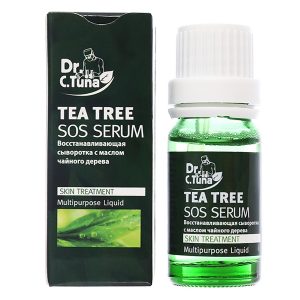 Dr.
C.Tuna
TEA TREE
SOS SERUM
Восстанавливающая
сыворотка с маслом
чайного дерева
SKIN TREATMENT
Multipurpose Liquid
Dr.
C.Tuna
TEA TREE
SOS SERUM
Восстанавливающая сыворотка
с маслом чайного дерева
SKIN TREATMENT
Multipurpose Liquid